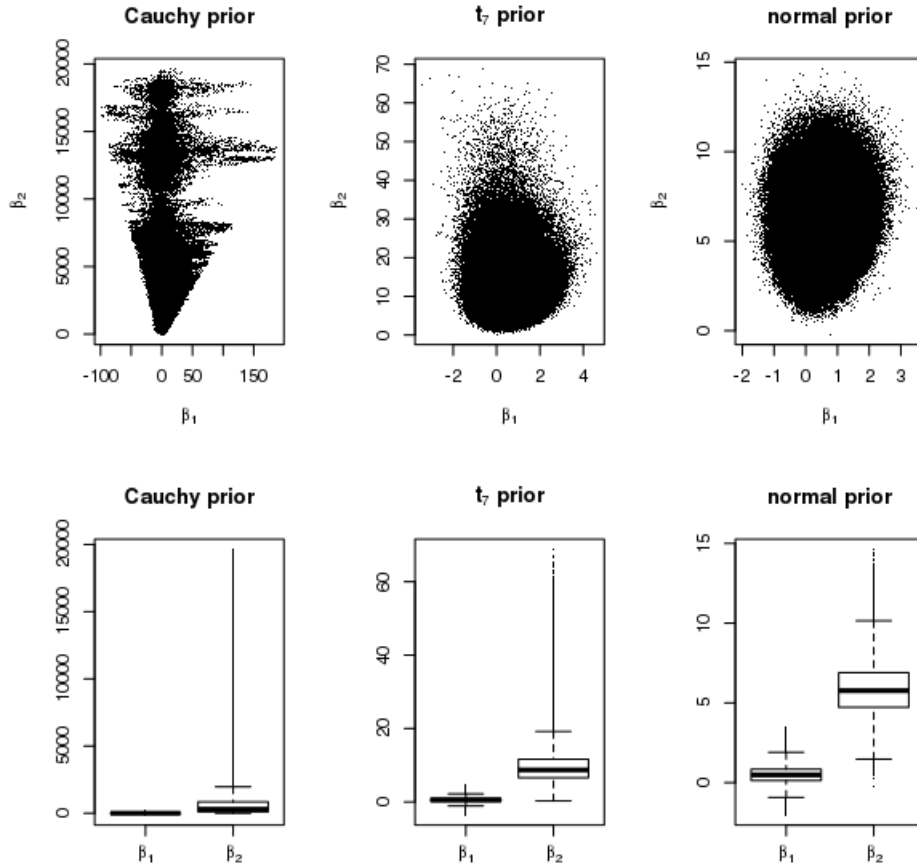 Cauchy prior
t₇ prior
normal prior
β₂
0 5000 10000 15000 20000
-100 0 50 150
β₁
β₂
0 10 20 30 40 50 60 70
-2 0 2 4
β₁
β₂
0 5 10 15
-2 -1 0 1 2 3
β₁
Cauchy prior
t₇ prior
normal prior
0 5000 10000 15000 20000
β₁ β₂
0 20 40 60
β₁ β₂
0 5 10 15
β₁ β₂